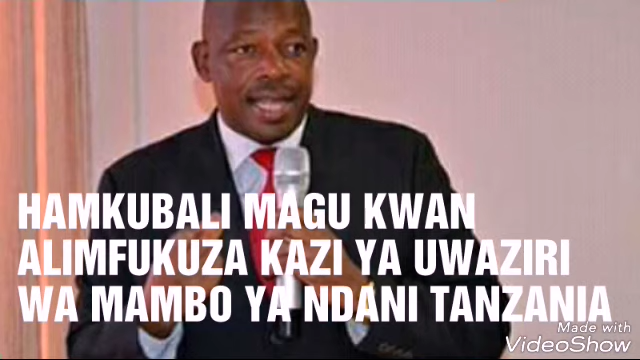 HAMKUBALI MAGU KWAN
ALIMFUKUZA KAZI YA UWAZIRI
WA MAMBO YA NDANI TANZANIA
Made with
VideoShow